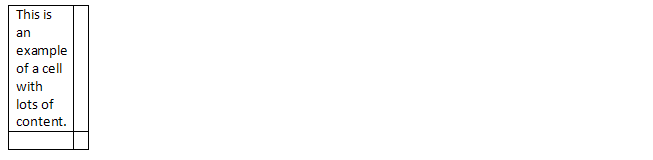 This is
an
example
of a cell
with
lots of
content.